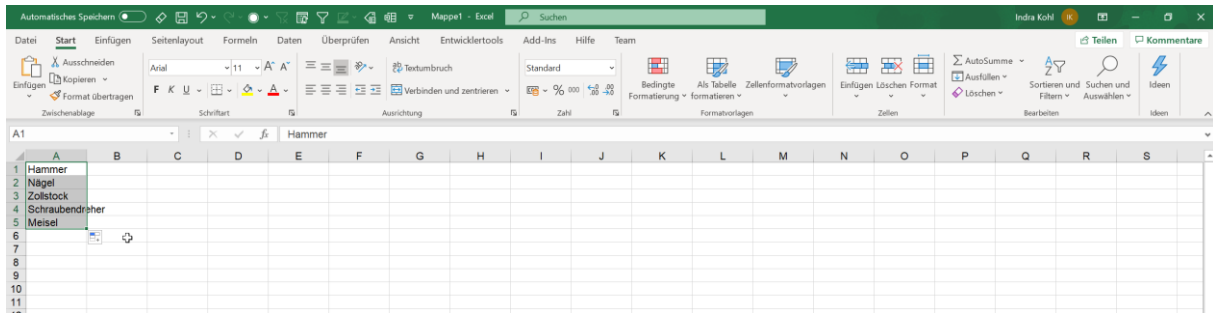 Automatisches Speichern Mappe1 - Excel Suchen Indra Kohl IK
Datei Start Einfügen Seitenlayout Formeln Daten Überprüfen Ansicht Entwicklertools Add-Ins Hilfe Team Teilen Kommentare
Einfügen
Ausschneiden
Kopieren
Format übertragen
Zwischenablage
Arial 11 A A
F K U A
Schriftart
Textumbruch
Verbinden und zentrieren
Ausrichtung
Standard
% 000
Zahl
Bedingte
Formatierung
Als Tabelle
formatieren
Zellenformatvorlagen
Formatvorlagen
Einfügen Löschen Format
Zellen
AutoSumme
Ausfüllen
Löschen
Sortieren und
Filtern
Suchen und
Auswählen
Bearbeiten
Ideen
Ideen
A1 fx Hammer
A B C D E F G H I J K L M N O P Q R S
1 Hammer
2 Nägel
3 Zollstock
4 Schraubendreher
5 Meisel
6
7
8
9
10
11